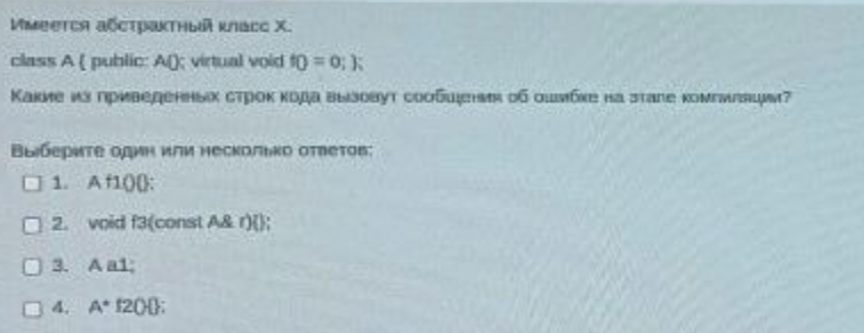 Имеется абстрактный класс X.
class A { public: A(); virtual void f() = 0; };
Какие из приведенных строк кода вызовут сообщения об ошибке на этапе компиляции?
Выберите один или несколько ответов:
1. A f1(){};
2. void f3(const A& r){};
3. A a1;
4. A* f2(){};